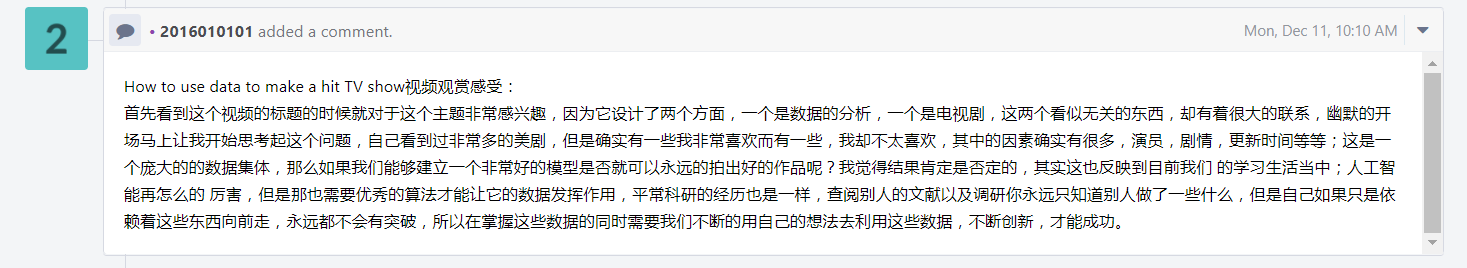 2
• 2016010101 added a comment.
Mon, Dec 11, 10:10 AM
How to use data to make a hit TV show视频观赏感受：
首先看到这个视频的标题的时候就对于这个主题非常感兴趣，因为它设计了两个方面，一个是数据的分析，一个是电视剧，这两个看似无关的东西，却有着很大的联系，幽默的开
场马上让我开始思考起这个问题，自己看到过非常多的美剧，但是确实有一些我非常喜欢而有一些，我却不太喜欢，其中的因素确实有很多，演员，剧情，更新时间等等；这是一
个庞大的的数据集体，那么如果我们能够建立一个非常好的模型是否就可以永远的拍出好的作品呢？我觉得结果肯定是否定的，其实这也反映到目前我们 的学习生活当中；人工智
能再怎么的 厉害，但是那也需要优秀的算法才能让它的数据发挥作用，平常科研的经历也是一样，查阅别人的文献以及调研你永远只知道别人做了一些什么，但是自己如果只是依
赖着这些东西向前走，永远都不会有突破，所以在掌握这些数据的同时需要我们不断的用自己的想法去利用这些数据，不断创新，才能成功。